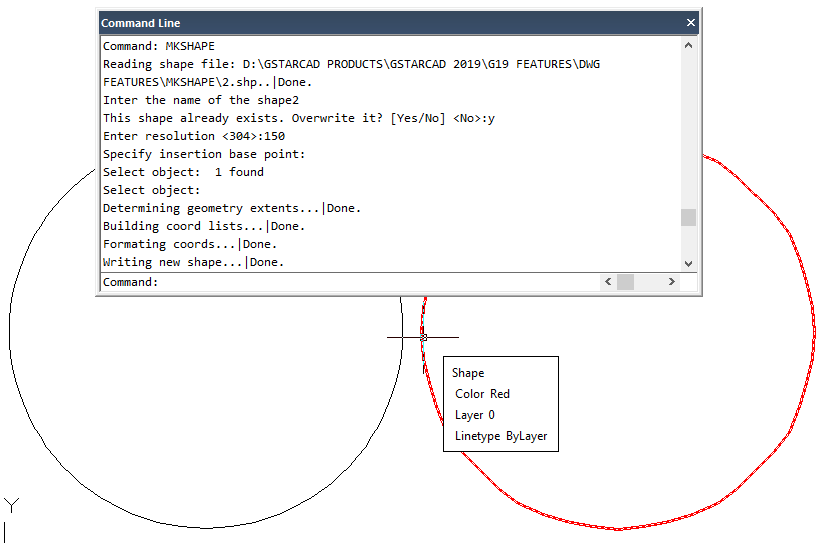 Command Line
Command: MKSHAPE
Reading shape file: D:\GSTARCAD PRODUCTS\GSTARCAD 2019\G19 FEATURES\DWG
FEATURES\MKSHAPE\2.shp..|Done.
Inter the name of the shape2
This shape already exists. Overwrite it? [Yes/No] <No>:y
Enter resolution <304>:150
Specify insertion base point:
Select object:  1 found
Select object:
Determining geometry extents...|Done.
Building coord lists...|Done.
Formating coords...|Done.
Writing new shape...|Done.
Command:
Shape
Color Red
Layer 0
Linetype ByLayer
Y